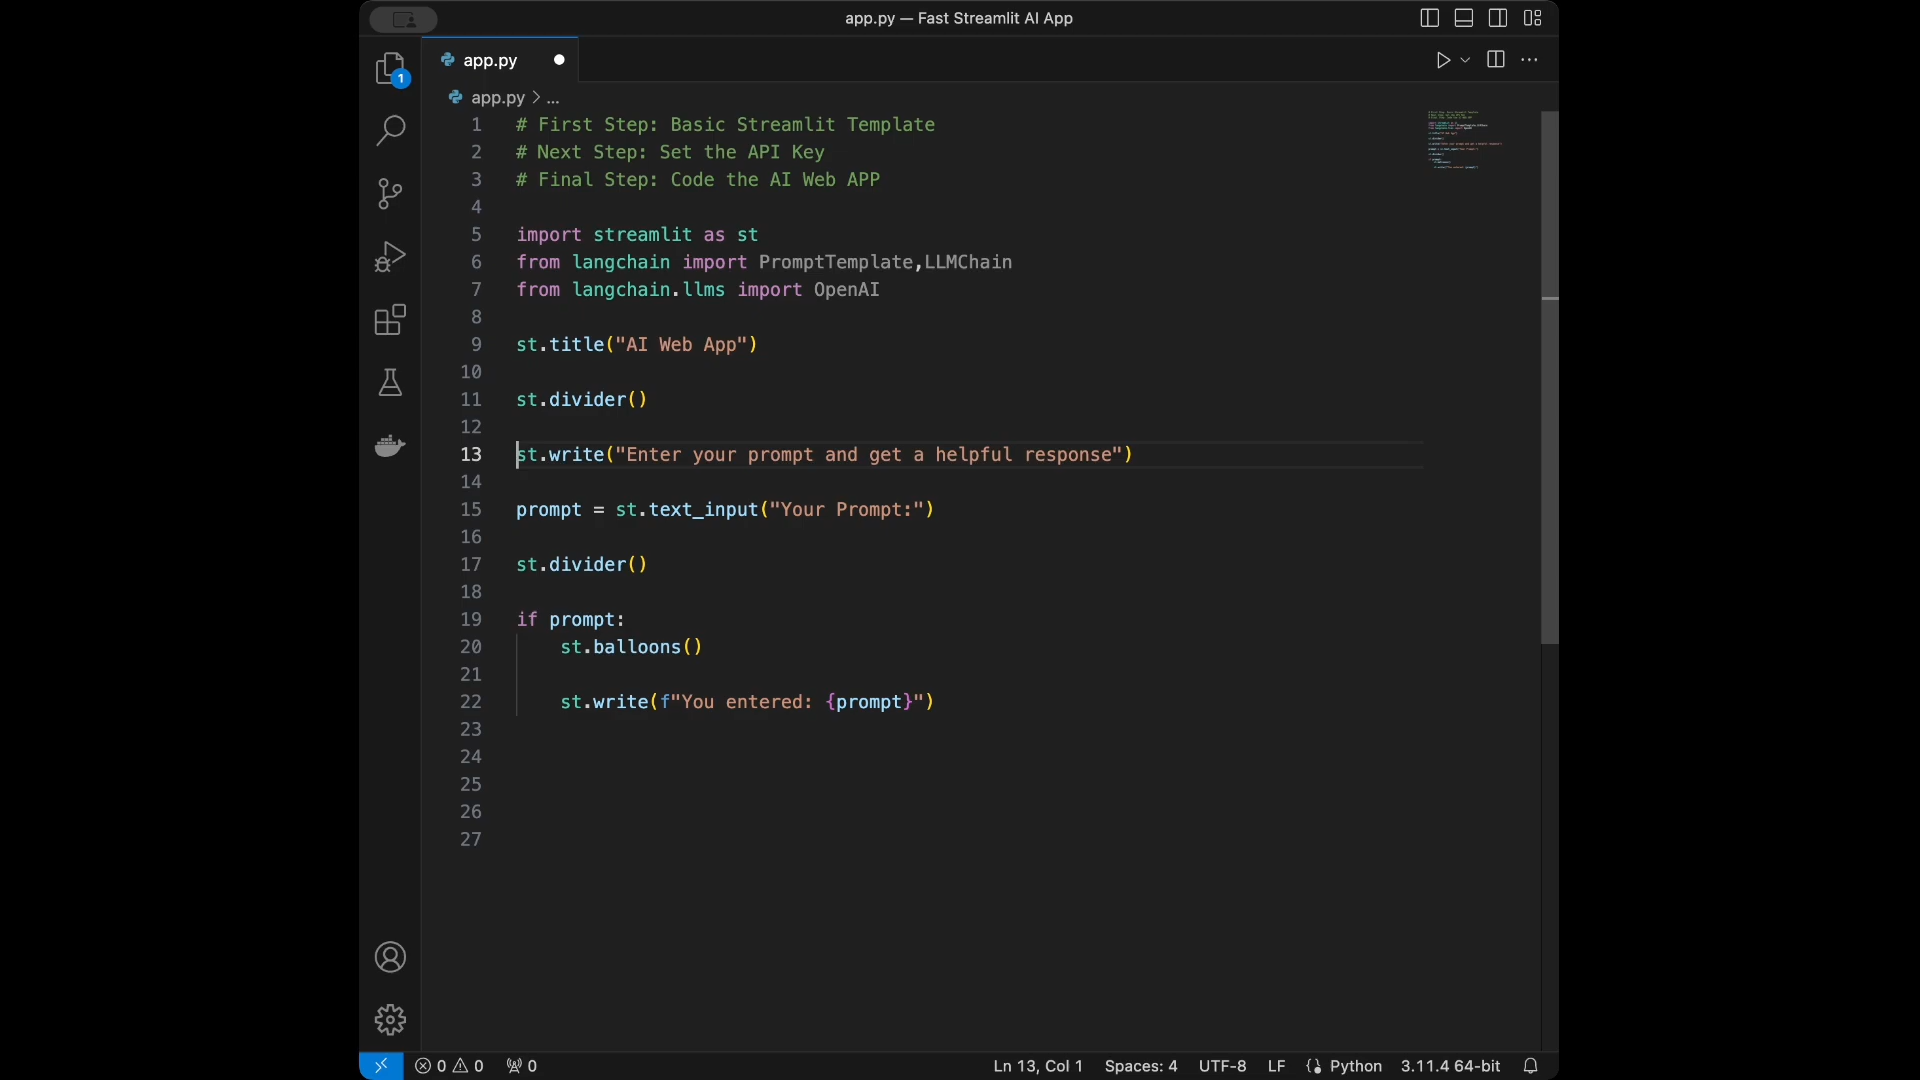 app.py — Fast Streamlit AI App
1
app.py
app.py > ...
1 # First Step: Basic Streamlit Template
2 # Next Step: Set the API Key
3 # Final Step: Code the AI Web APP
4
5 import streamlit as st
6 from langchain import PromptTemplate,LLMChain
7 from langchain.llms import OpenAI
8
9 st.title("AI Web App")
10
11 st.divider()
12
13 st.write("Enter your prompt and get a helpful response")
14
15 prompt = st.text_input("Your Prompt:")
16
17 st.divider()
18
19 if prompt:
20     st.balloons()
21
22     st.write(f"You entered: {prompt}")
23
24
25
26
27
0 0 0 Ln 13, Col 1 Spaces: 4 UTF-8 LF Python 3.11.4 64-bit